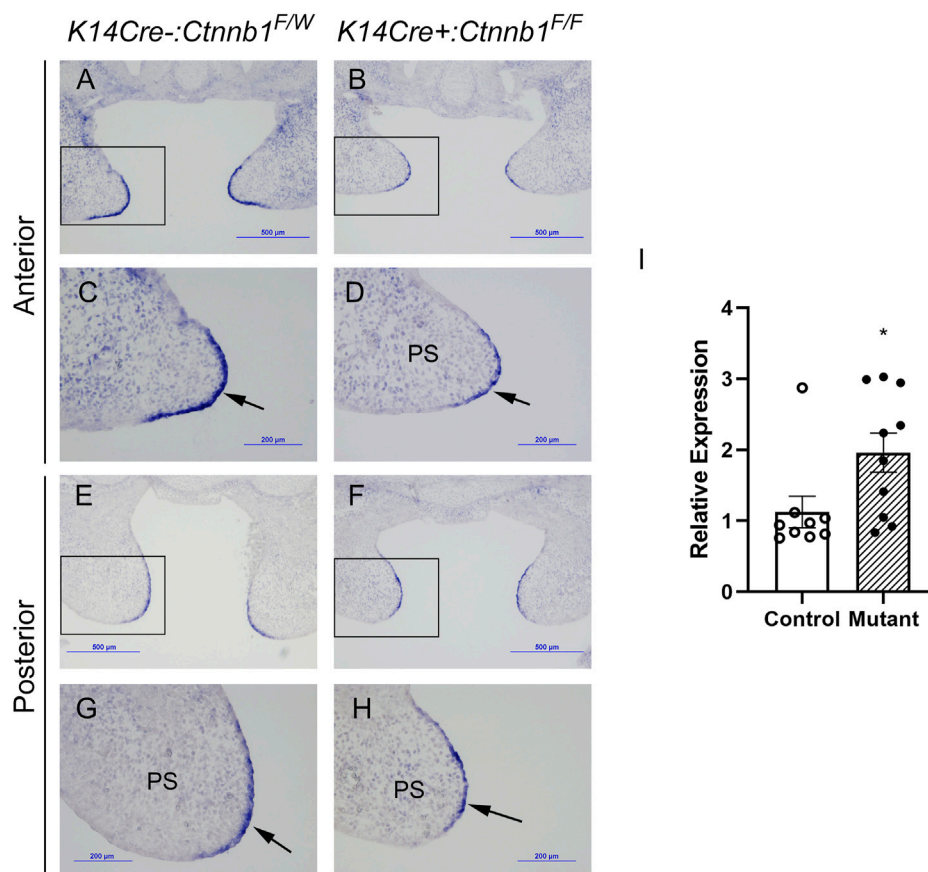 K14Cre-:Ctnnb1F/W K14Cre+:Ctnnb1F/F
Anterior
A
B
500 µm
500 µm
C
D
PS
200 µm
200 µm
Posterior
E
F
500 µm
500 µm
G
H
PS
PS
200 µm
200 µm
I
Relative Expression
4
3
2
1
0
*
Control Mutant